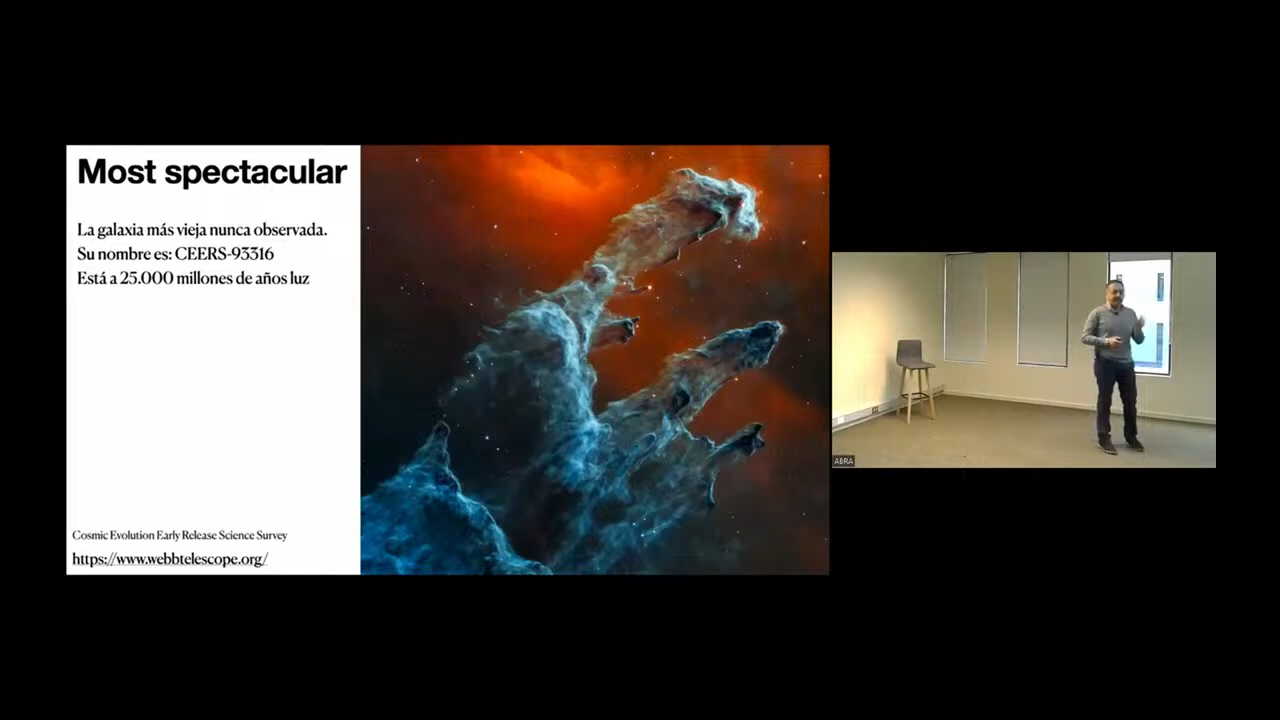 Most spectacular
La galaxia más vieja nunca observada.
Su nombre es: CEERS-93316
Está a 25.000 millones de años luz
Cosmic Evolution Early Release Science Survey
https://www.webbtelescope.org/
ABRA